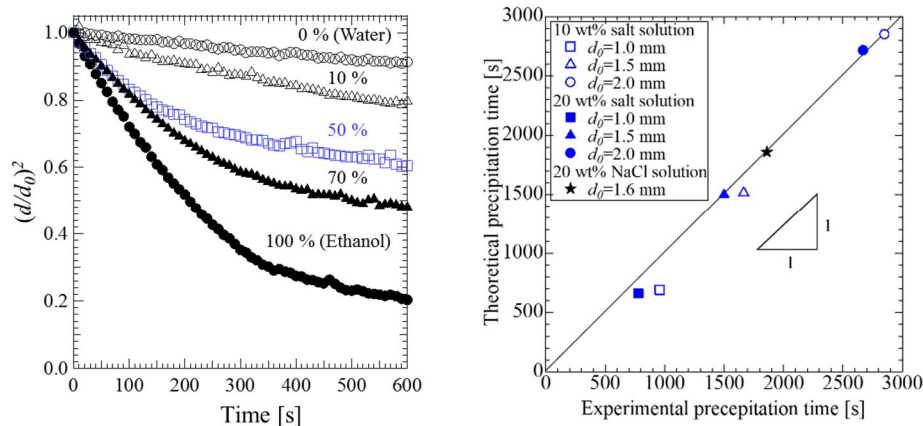 1.0
0.8
0.6
0.4
0.2
0.0
(d/d₀)²
0 % (Water)
10 %
50 %
70 %
100 % (Ethanol)
0 100 200 300 400 500 600
Time [s]
3000
2500
2000
1500
1000
500
0
Theoretical precipitation time [s]
10 wt% salt solution
d₀=1.0 mm
d₀=1.5 mm
d₀=2.0 mm
20 wt% salt solution
d₀=1.0 mm
d₀=1.5 mm
d₀=2.0 mm
20 wt% NaCl solution
d₀=1.6 mm
1
1
0 500 1000 1500 2000 2500 3000
Experimental precepitation time [s]